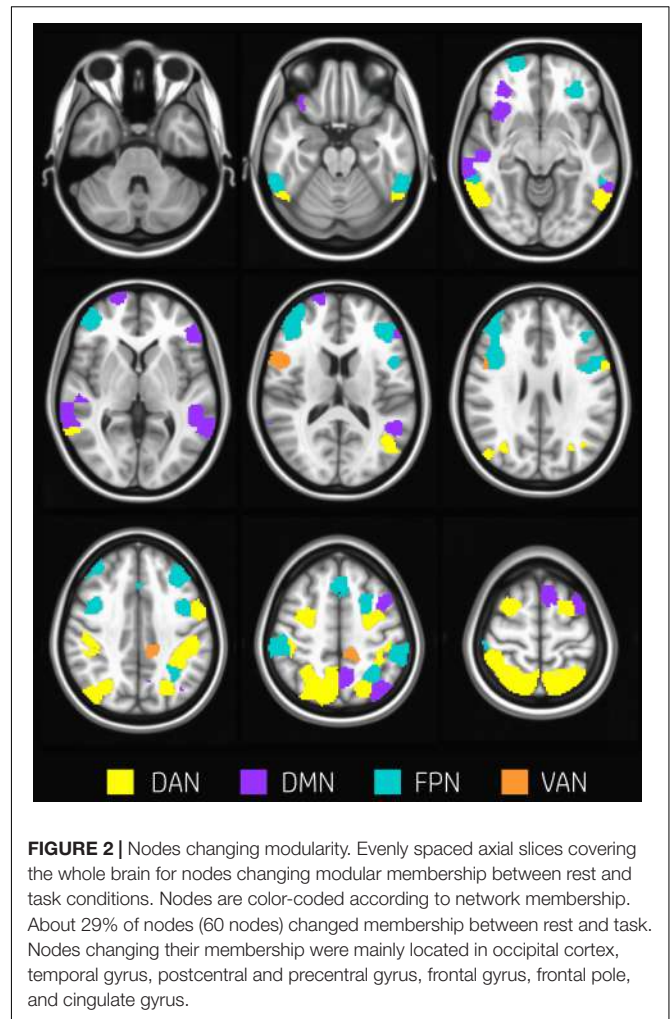 DAN DMN FPN VAN
FIGURE 2 | Nodes changing modularity. Evenly spaced axial slices covering
the whole brain for nodes changing modular membership between rest and
task conditions. Nodes are color-coded according to network membership.
About 29% of nodes (60 nodes) changed membership between rest and task.
Nodes changing their membership were mainly located in occipital cortex,
temporal gyrus, postcentral and precentral gyrus, frontal gyrus, frontal pole,
and cingulate gyrus.